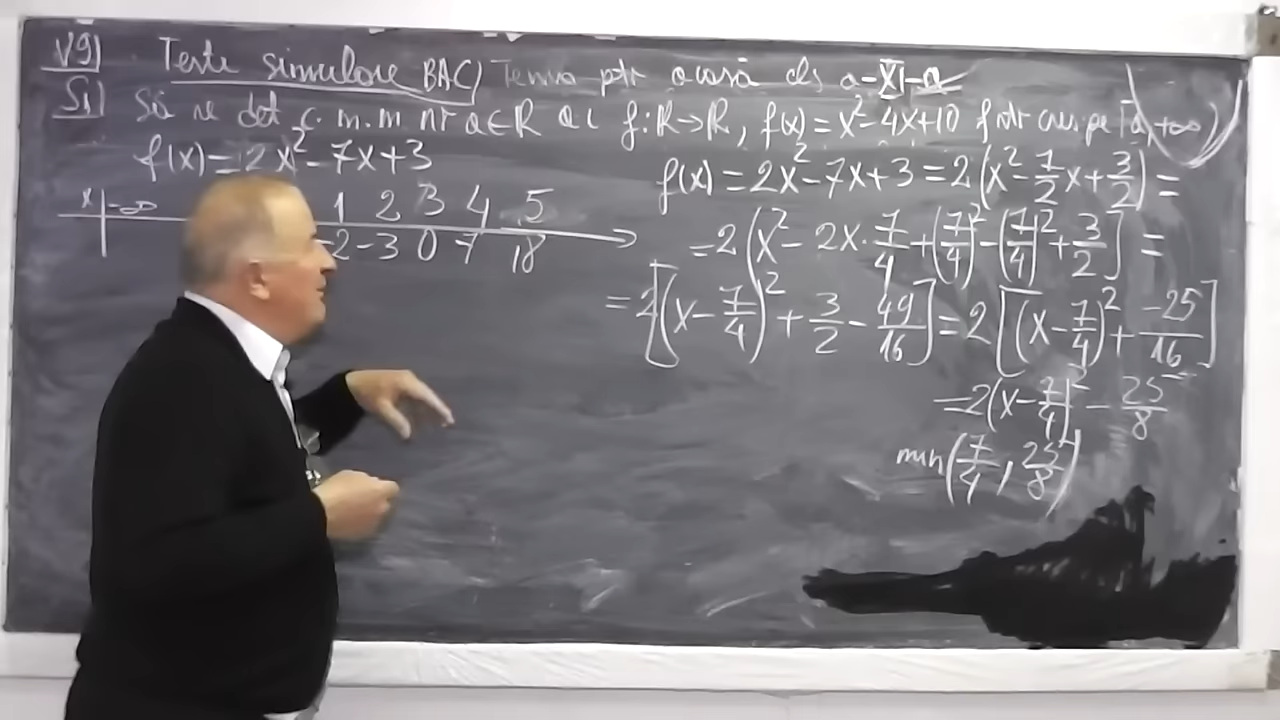 V9) Teste simulare BAC) Tema ptr acasă cls a-XI-a
S1) Să se det c.m.m nr a∈R ai f:R→R, f(x)=x²-4x+10 f str cresc pe [a,+∞)
f(x)=2x²-7x+3
x -∞ 1 2 3 4 5
-2 -3 0 7 18
f(x)=2x²-7x+3=2(x²-7/2x+3/2)=
=2(x²-2x·7/4+(7/4)²-(7/4)²+3/2]=
=2[(x-7/4)²+3/2-49/16]=2[(x-7/4)²+-25/16]
=2(x-7/4)²-25/8
min(7/4,25/8)